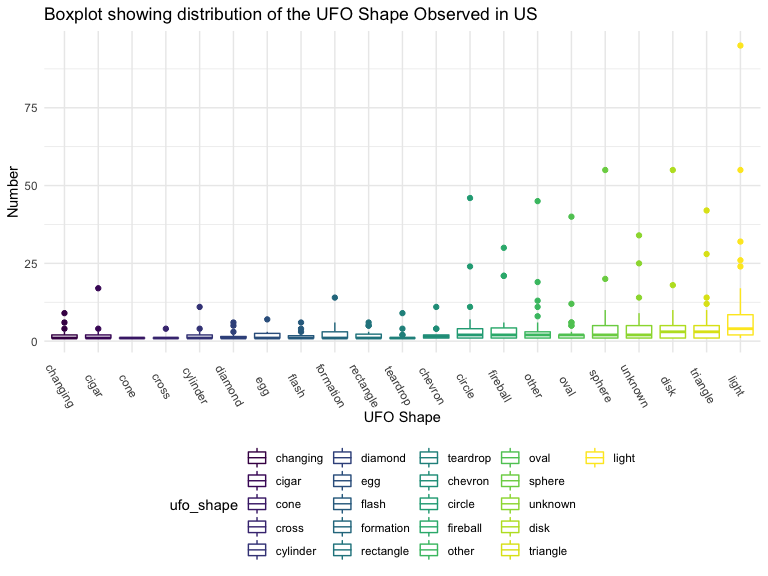 Boxplot showing distribution of the UFO Shape Observed in US
Number
75
50
25
0
changing cigar cone cross cylinder diamond egg flash formation rectangle teardrop chevron circle fireball other oval sphere unknown disk triangle light
UFO Shape
ufo_shape
changing diamond teardrop oval light
cigar egg chevron sphere
cone flash circle unknown
cross formation fireball disk
cylinder rectangle other triangle